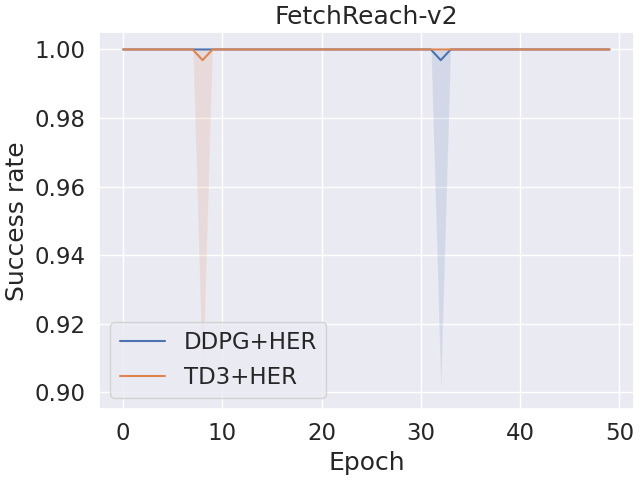 FetchReach-v2
Success rate
1.00
0.98
0.96
0.94
0.92
0.90
DDPG+HER
TD3+HER
0 10 20 30 40 50
Epoch